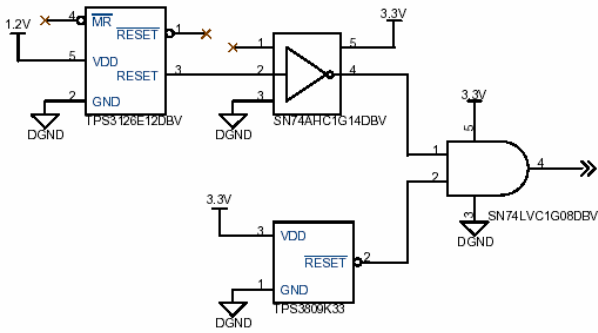 1.2V
4
MR
1
RESET
5
VDD
RESET
3
2
GND
DGND
TPS3126E12DBV
3.3V
1
5
2
4
3
DGND
SN74AHC1G14DBV
3.3V
5
1
2
4
3
SN74LVC1G08DBV
DGND
3.3V
3
VDD
RESET
2
1
GND
DGND
TPS3809K33